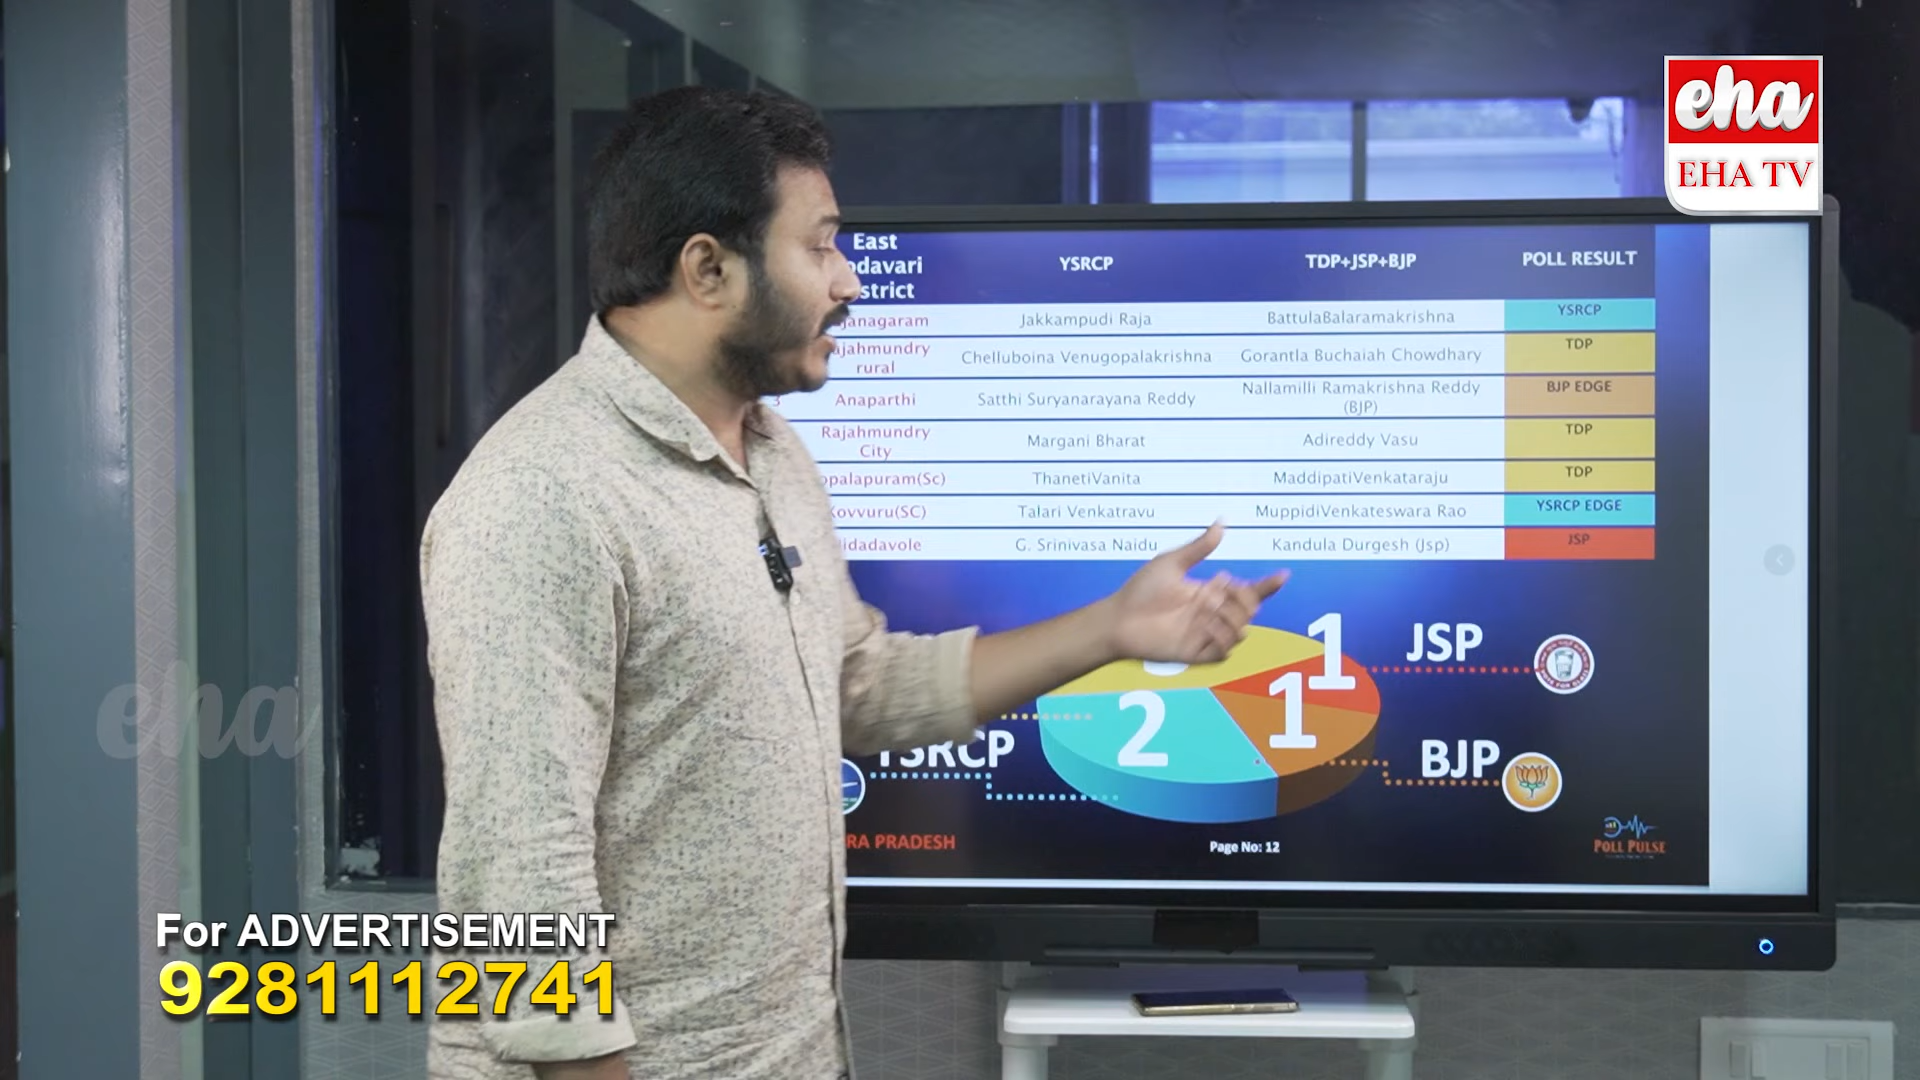 eha
EHA TV
East
odavari
strict
YSRCP
TDP+JSP+BJP
POLL RESULT
janagaram
Jakkampudi Raja
BattulaBalaramakrishna
YSRCP
ajahmundry
rural
Chelluboina Venugopalakrishna
Gorantla Buchaiah Chowdhary
TDP
3
Anaparthi
Satthi Suryanarayana Reddy
Nallamilli Ramakrishna Reddy
(BJP)
BJP EDGE
Rajahmundry
City
Margani Bharat
Adireddy Vasu
TDP
opalapuram(Sc)
ThanetiVanita
MaddipatiVenkataraju
TDP
Kovvuru(SC)
Talari Venkatravu
MuppidiVenkateswara Rao
YSRCP EDGE
idadavole
G. Srinivasa Naidu
Kandula Durgesh (Jsp)
JSP
1
JSP
2
1
YSRCP
BJP
RA PRADESH
Page No: 12
POLL PULSE
eha
For ADVERTISEMENT
9281112741